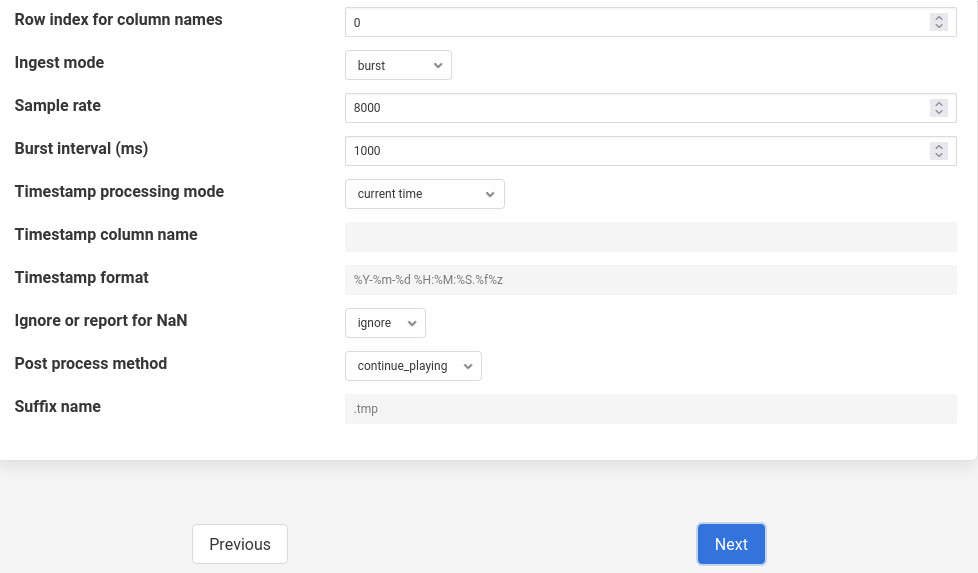 Row index for column names 0
Ingest mode burst
Sample rate 8000
Burst interval (ms) 1000
Timestamp processing mode current time
Timestamp column name
Timestamp format %Y-%m-%d %H:%M:%S.%f%z
Ignore or report for NaN ignore
Post process method continue_playing
Suffix name .tmp
Previous Next